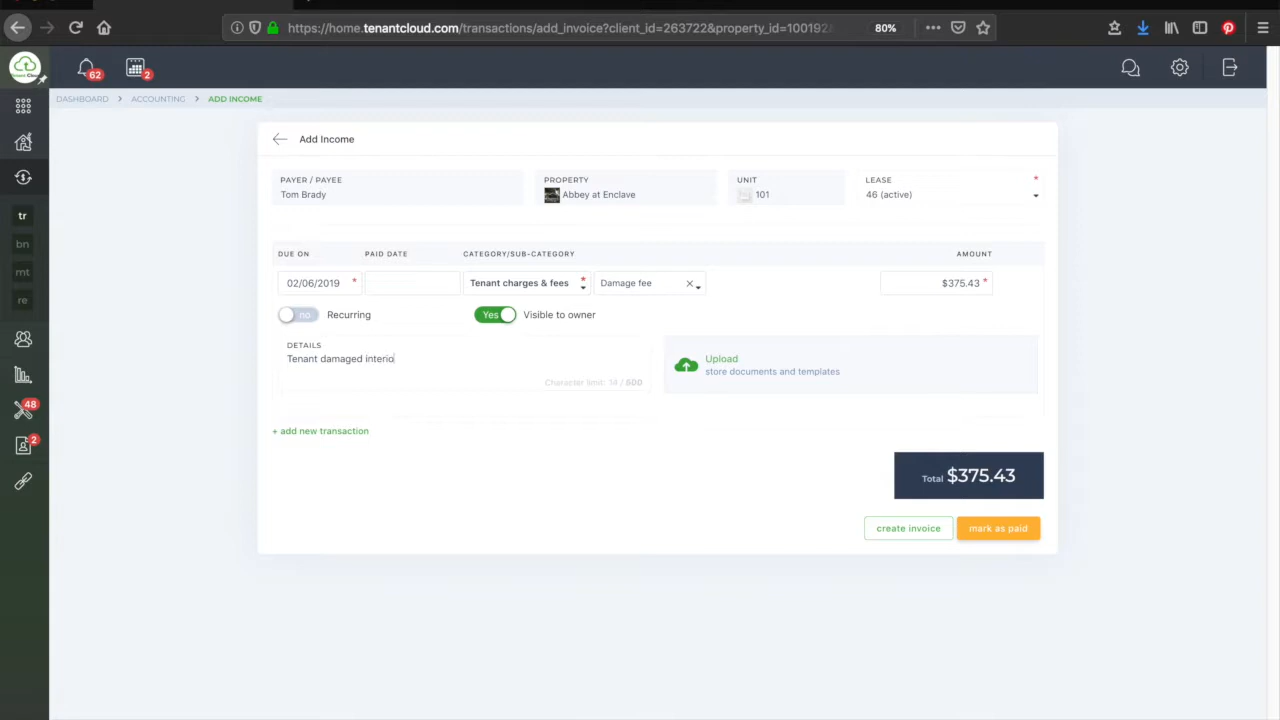 https://home.tenantcloud.com/transactions/add_invoice?client_id=263722&property_id=100192
80%
Tenant Cloud
62
2
DASHBOARD > ACCOUNTING > ADD INCOME
Add Income
PAYER / PAYEE
Tom Brady
PROPERTY
Abbey at Enclave
UNIT
101
LEASE *
46 (active)
DUE ON PAID DATE CATEGORY/SUB-CATEGORY AMOUNT
02/06/2019 * Tenant charges & fees * Damage fee $375.43 *
no Recurring Yes Visible to owner
DETAILS
Tenant damaged interio
Character limit: 14 / 500
Upload
store documents and templates
+ add new transaction
Total $375.43
create invoice mark as paid
tr
bn
mt
re
48
2